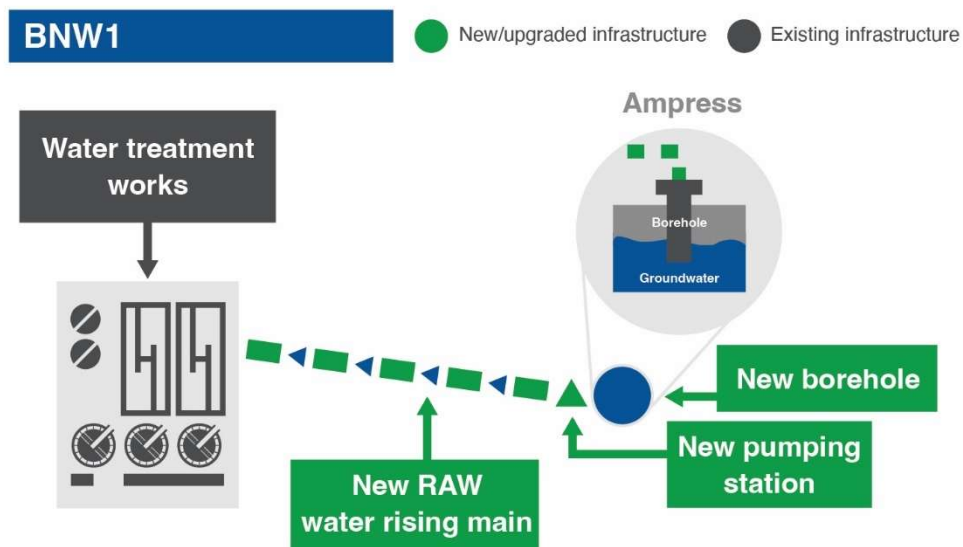 BNW1
New/upgraded infrastructure
Existing infrastructure
Ampress
Water treatment
works
Borehole
Groundwater
New borehole
New pumping
station
New RAW
water rising main